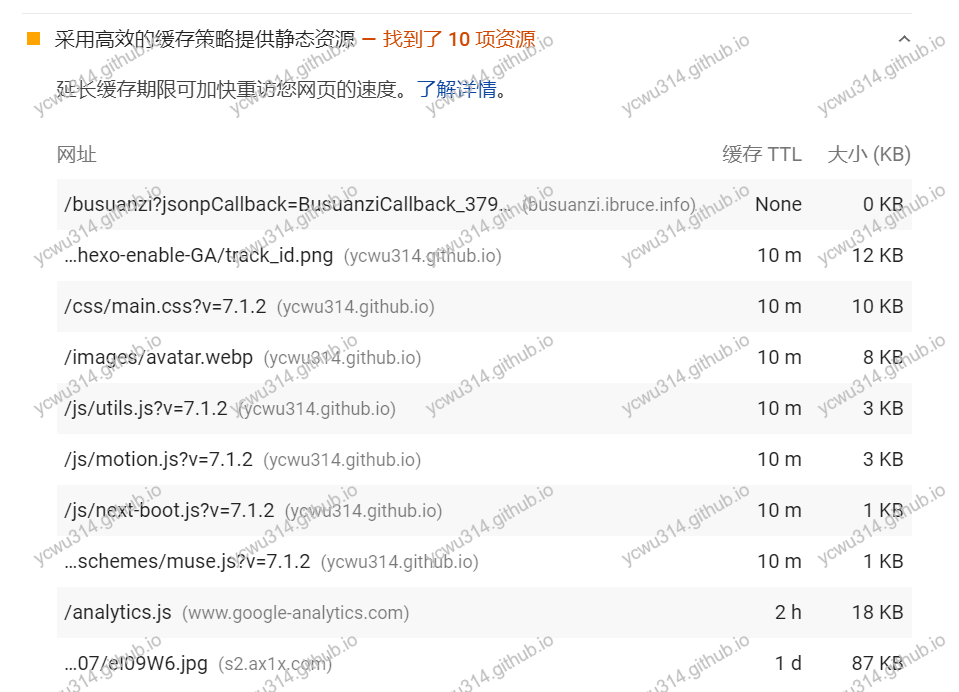 采用高效的缓存策略提供静态资源 — 找到了 10 项资源
延长缓存期限可加快重访您网页的速度。了解详情。
网址 缓存 TTL 大小 (KB)
/busuanzi?jsonpCallback=BusuanziCallback_379… (busuanzi.ibruce.info) None 0 KB
…hexo-enable-GA/track_id.png (ycwu314.github.io) 10 m 12 KB
/css/main.css?v=7.1.2 (ycwu314.github.io) 10 m 10 KB
/images/avatar.webp (ycwu314.github.io) 10 m 8 KB
/js/utils.js?v=7.1.2 (ycwu314.github.io) 10 m 3 KB
/js/motion.js?v=7.1.2 (ycwu314.github.io) 10 m 3 KB
/js/next-boot.js?v=7.1.2 (ycwu314.github.io) 10 m 1 KB
…schemes/muse.js?v=7.1.2 (ycwu314.github.io) 10 m 1 KB
/analytics.js (www.google-analytics.com) 2 h 18 KB
…07/eI09W6.jpg (s2.ax1x.com) 1 d 87 KB
ycwu314.github.io